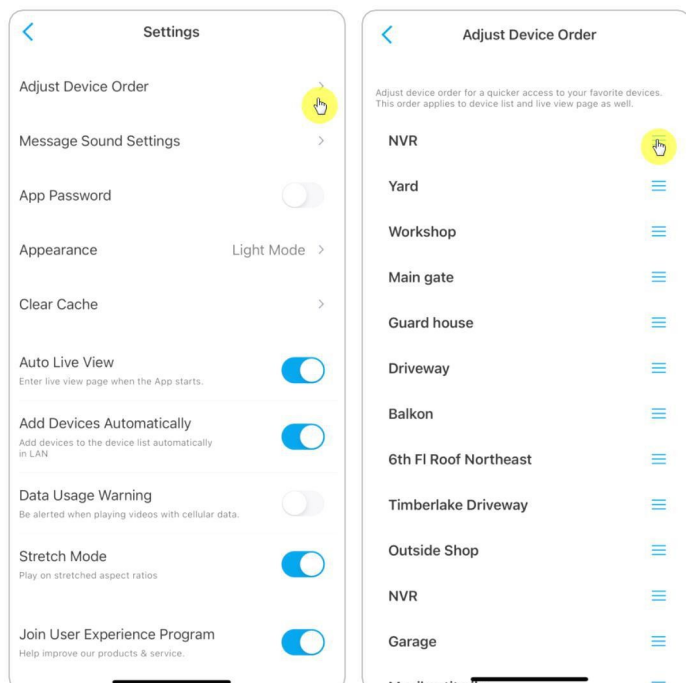 Settings
Adjust Device Order
Message Sound Settings
App Password
Appearance
Light Mode
Clear Cache
Auto Live View
Enter live view page when the App starts.
Add Devices Automatically
Add devices to the device list automatically
in LAN
Data Usage Warning
Be alerted when playing videos with cellular data.
Stretch Mode
Play on stretched aspect ratios
Join User Experience Program
Help improve our products & service.
Adjust Device Order
Adjust device order for a quicker access to your favorite devices.
This order applies to device list and live view page as well.
NVR
Yard
Workshop
Main gate
Guard house
Driveway
Balkon
6th Fl Roof Northeast
Timberlake Driveway
Outside Shop
NVR
Garage